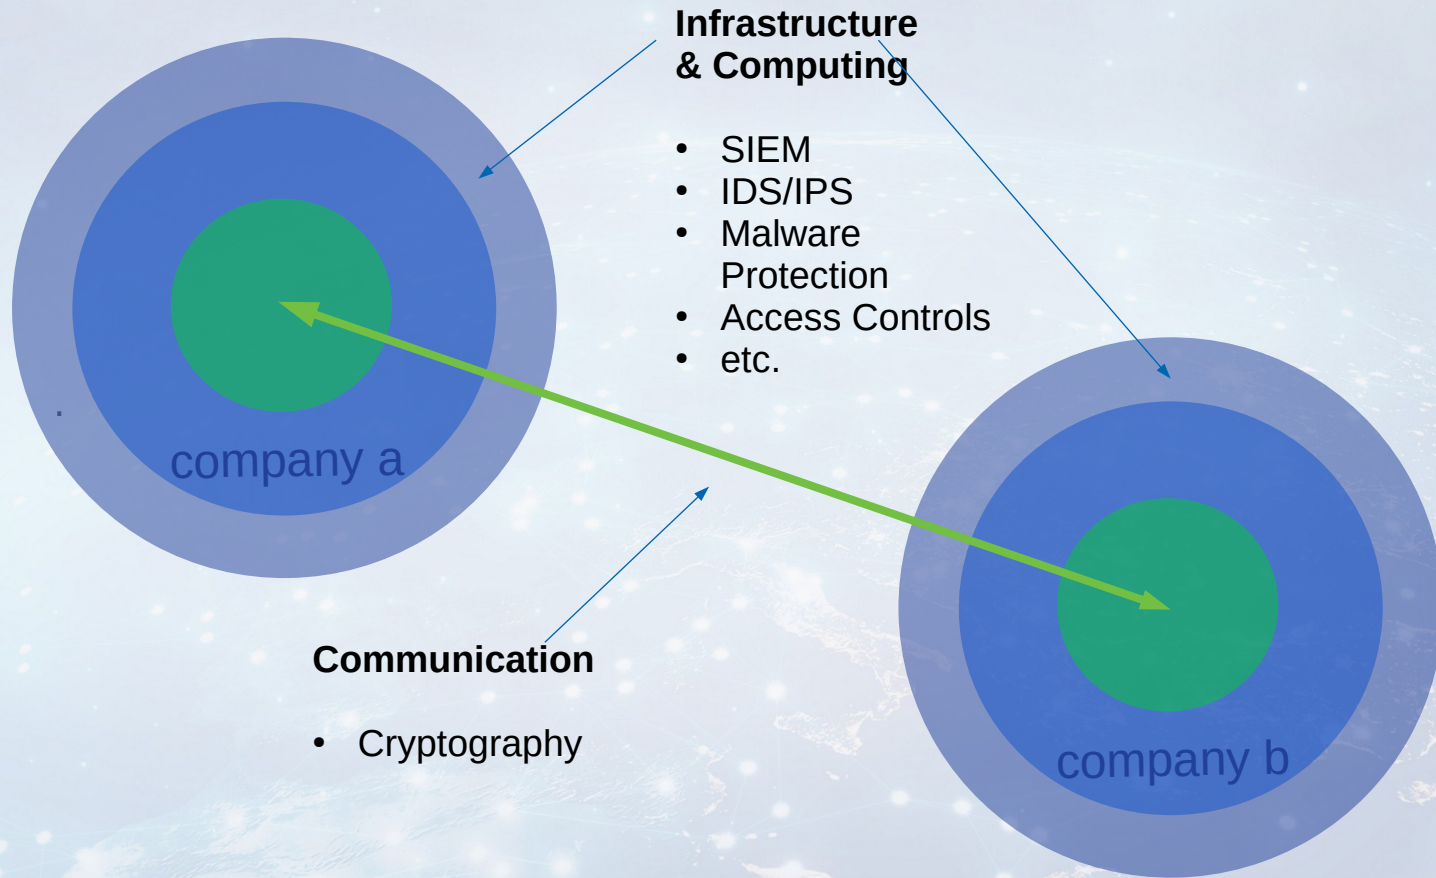 Infrastructure
& Computing
• SIEM
• IDS/IPS
• Malware
Protection
• Access Controls
• etc.
.
company a
Communication
• Cryptography
company b